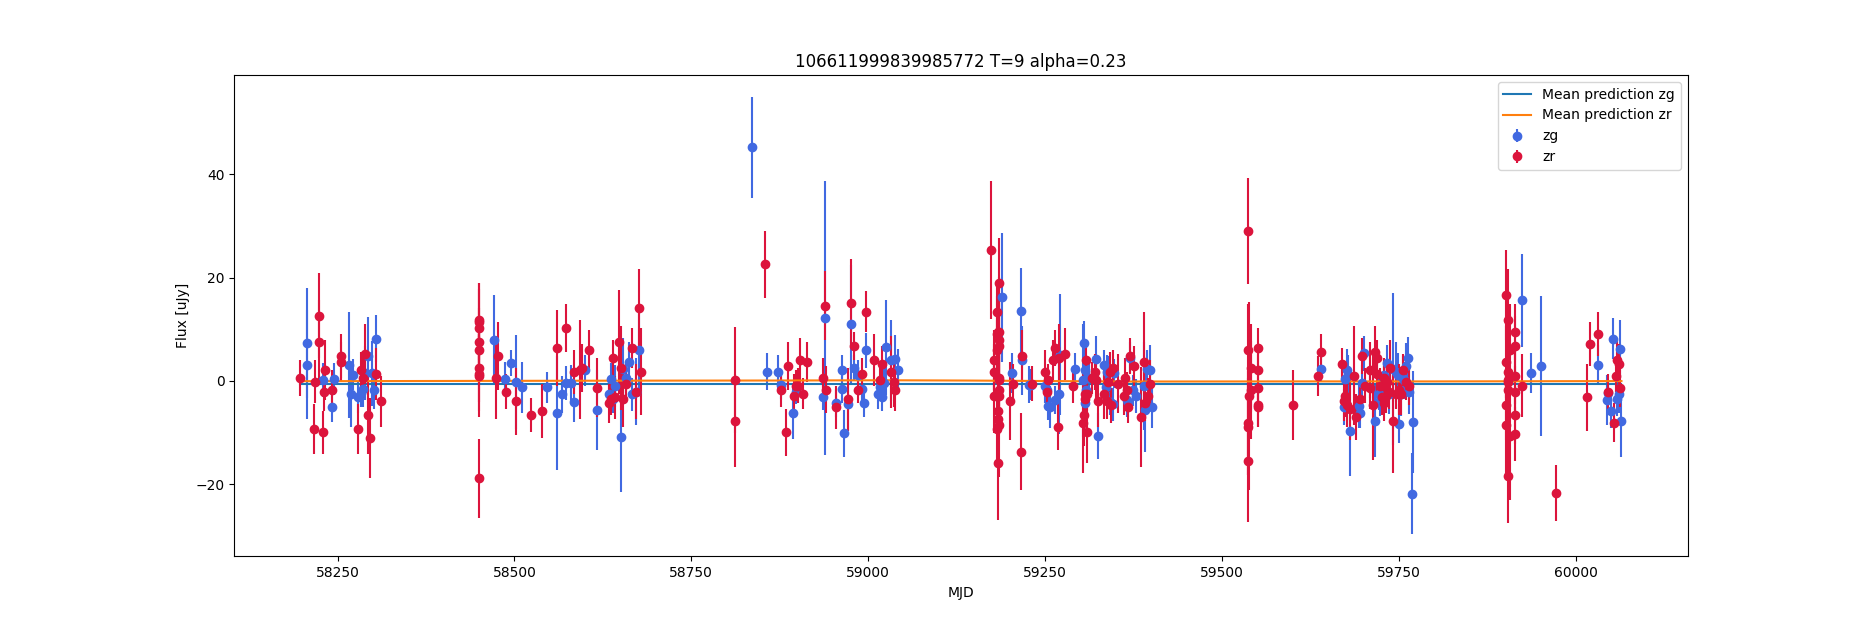 106611999839985772 T=9 alpha=0.23
Mean prediction zg
Mean prediction zr
zg
zr
Flux [uJy]
40
20
0
−20
58250 58500 58750 59000 59250 59500 59750 60000
MJD